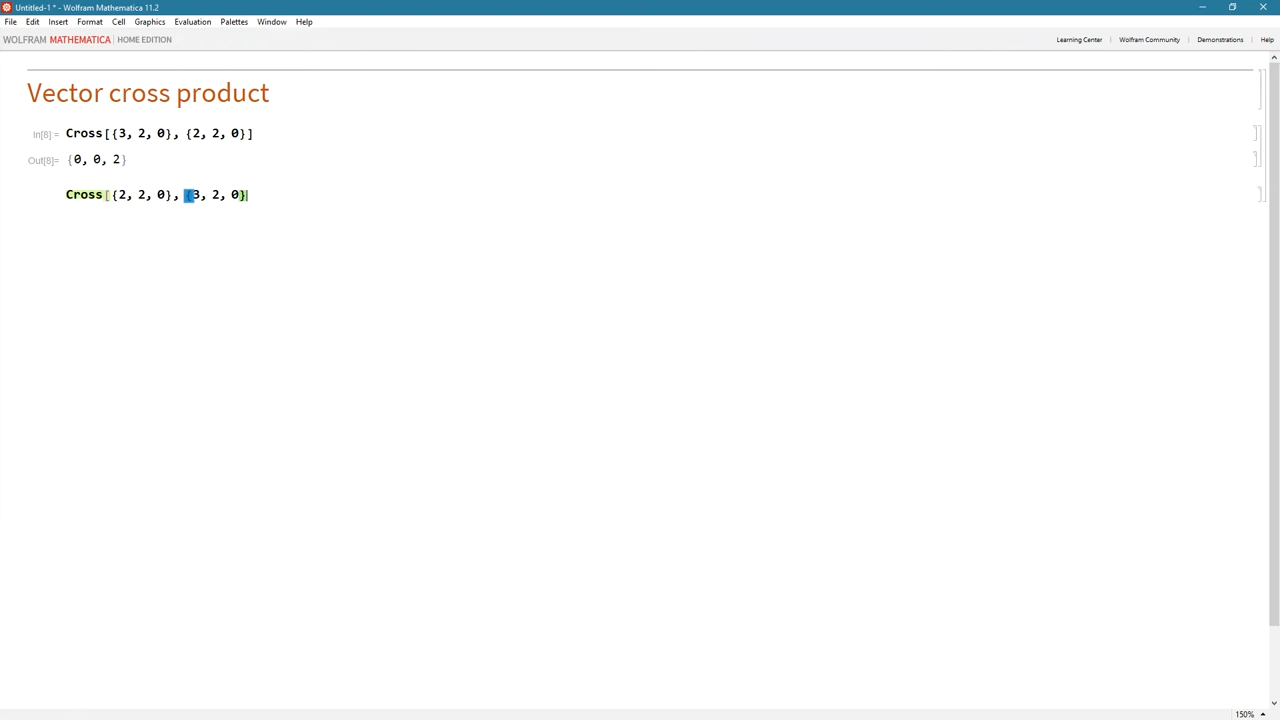 Untitled-1 * - Wolfram Mathematica 11.2
File Edit Insert Format Cell Graphics Evaluation Palettes Window Help
WOLFRAM MATHEMATICA | HOME EDITION Learning Center | Wolfram Community | Demonstrations | Help
Vector cross product
In[8]:= Cross[{3, 2, 0}, {2, 2, 0}]
Out[8]= {0, 0, 2}
Cross[{2, 2, 0}, {3, 2, 0}
150%